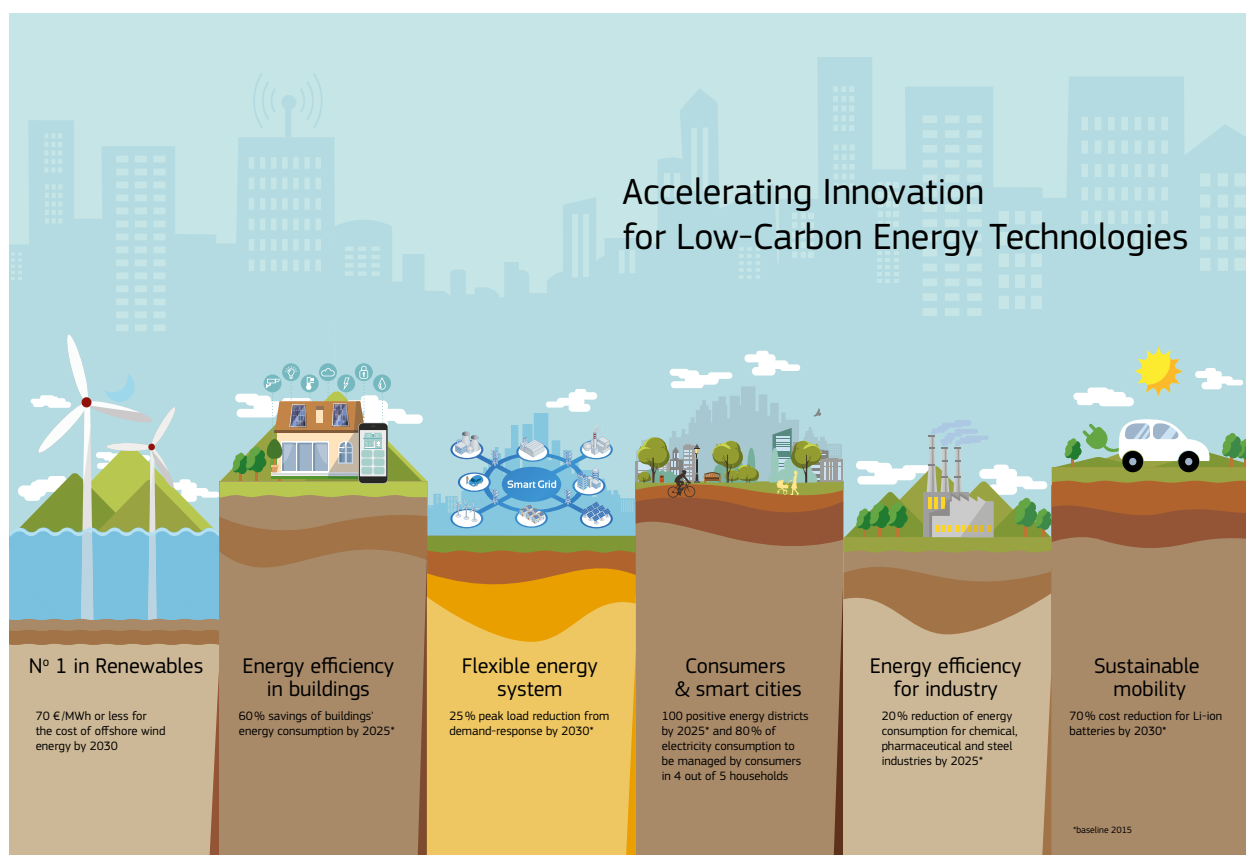 Accelerating Innovation
for Low-Carbon Energy Technologies
Smart Grid
Nº 1 in Renewables
70 €/MWh or less for
the cost of offshore wind
energy by 2030
Energy efficiency
in buildings
60 % savings of buildings'
energy consumption by 2025*
Flexible energy
system
25 % peak load reduction from
demand-response by 2030*
Consumers
& smart cities
100 positive energy districts
by 2025* and 80 % of
electricity consumption to
be managed by consumers
in 4 out of 5 households
Energy efficiency
for industry
20 % reduction of energy
consumption for chemical,
pharmaceutical and steel
industries by 2025*
Sustainable
mobility
70 % cost reduction for Li-ion
batteries by 2030*
*baseline 2015